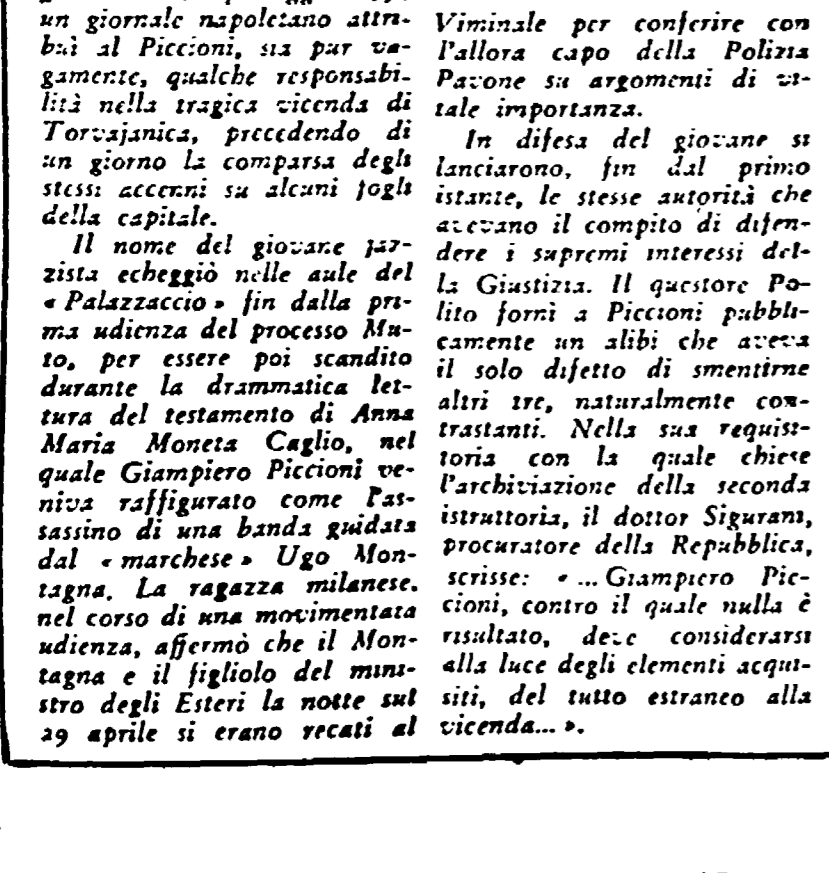 un giornale napoletano attri-
buì al Piccioni, sia pur va-
gamente, qualche responsabi-
lità nella tragica vicenda di
Torvajanica, precedendo di
un giorno la comparsa degli
stessi accenni su alcuni fogli
della capitale.
Il nome del giovane jaz-
zista echeggiò nelle aule del
« Palazzaccio » fin dalla pri-
ma udienza del processo Mu-
to, per essere poi scandito
durante la drammatica let-
tura del testamento di Anna
Maria Moneta Caglio, nel
quale Giampiero Piccioni ve-
niva raffigurato come l'as-
sassino di una banda guidata
dal « marchese » Ugo Mon-
tagna. La ragazza milanese,
nel corso di una movimentata
udienza, affermò che il Mon-
tagna e il figliolo del mini-
stro degli Esteri la notte sul
29 aprile si erano recati al
Viminale per conferire con
l'allora capo della Polizia
Pavone su argomenti di vi-
tale importanza.
In difesa del giovane si
lanciarono, fin dal primo
istante, le stesse autorità che
avevano il compito di difen-
dere i supremi interessi del-
la Giustizia. Il questore Po-
lito fornì a Piccioni pubbli-
camente un alibi che aveva
il solo difetto di smentirne
altri tre, naturalmente con-
trastanti. Nella sua requisi-
toria con la quale chiese
l'archiviazione della seconda
istruttoria, il dottor Sigurani,
procuratore della Repubblica,
scrisse: « ... Giampiero Pic-
cioni, contro il quale nulla è
risultato, deve considerarsi
alla luce degli elementi acqui-
siti, del tutto estraneo alla
vicenda... ».